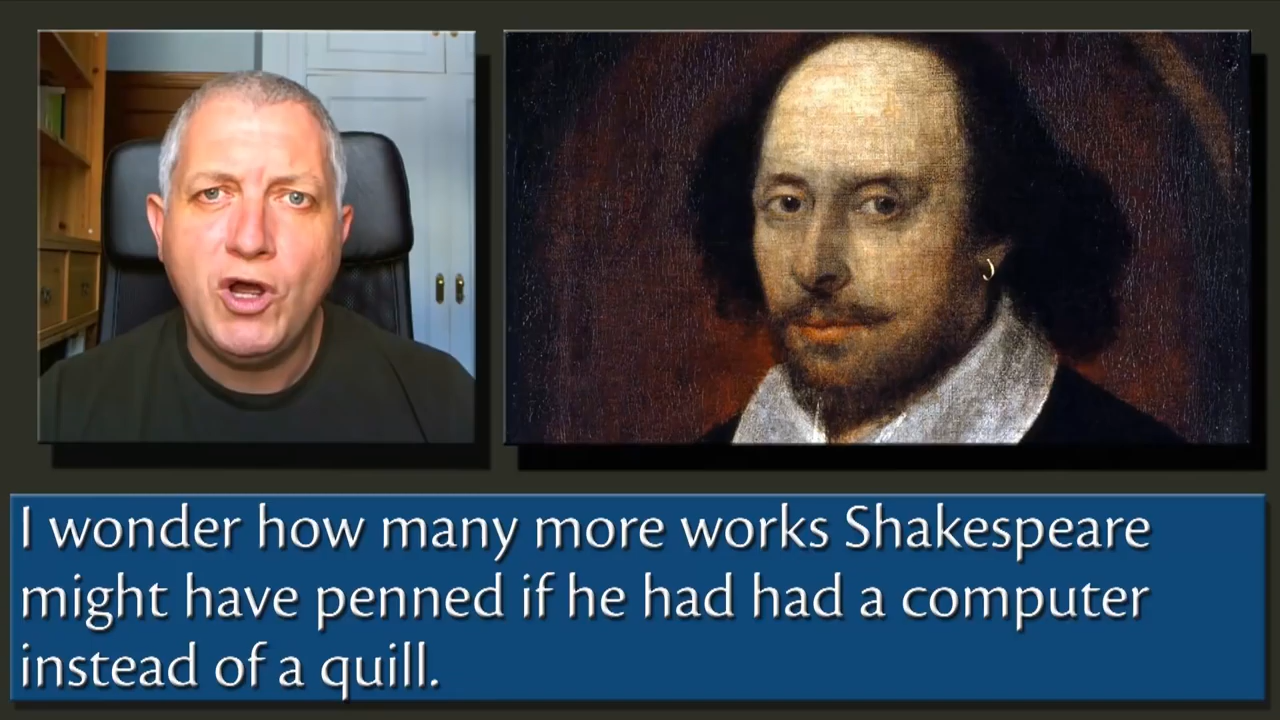 I wonder how many more works Shakespeare
might have penned if he had had a computer
instead of a quill.